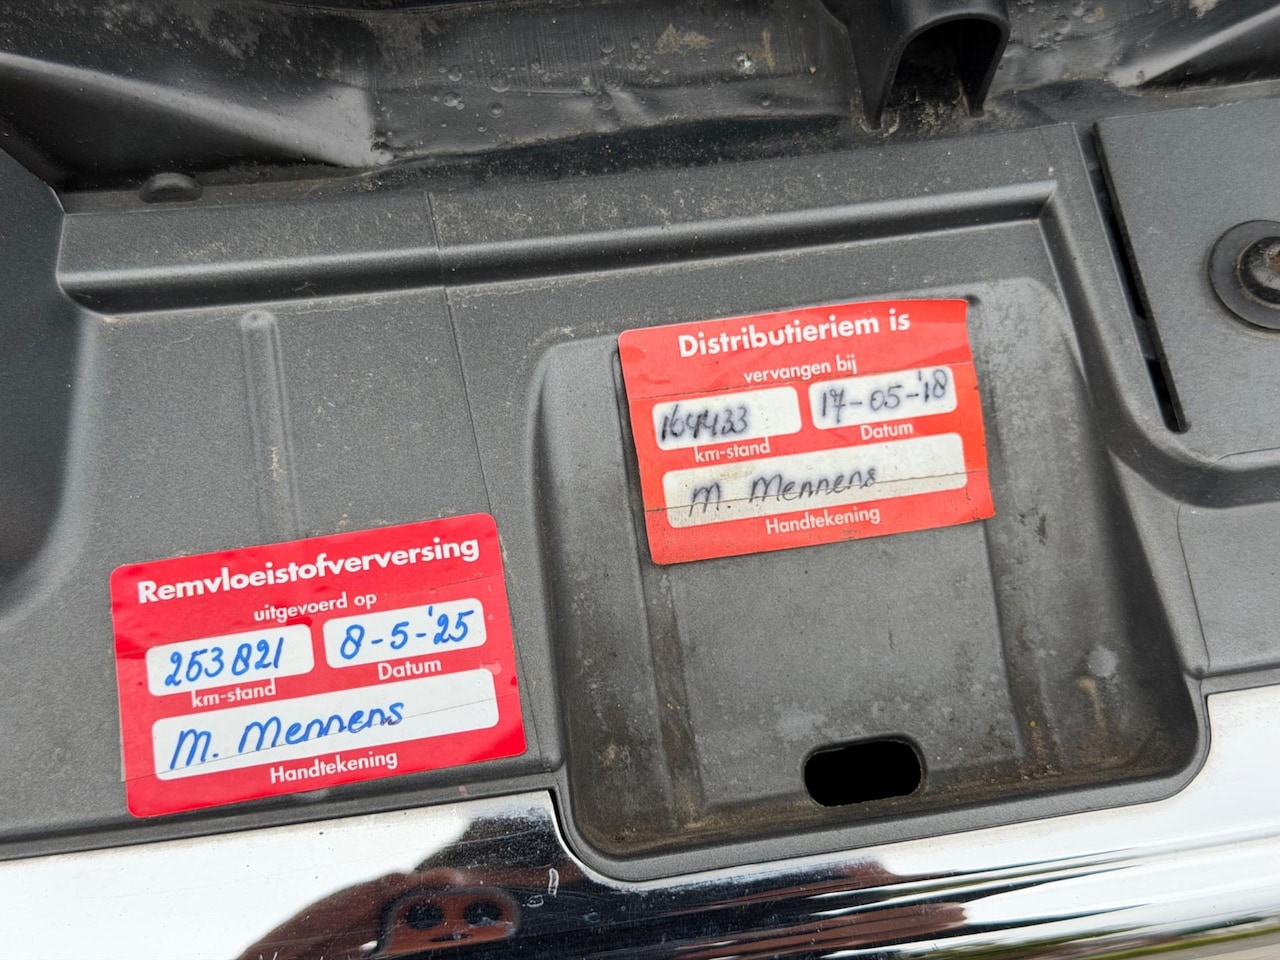 Distributieriem is
vervangen bij
164433 17-05-'18
km-stand Datum
M. Mennens
Handtekening
Remvloeistofverversing
uitgevoerd op
253821 8-5-'25
km-stand Datum
M. Mennens
Handtekening